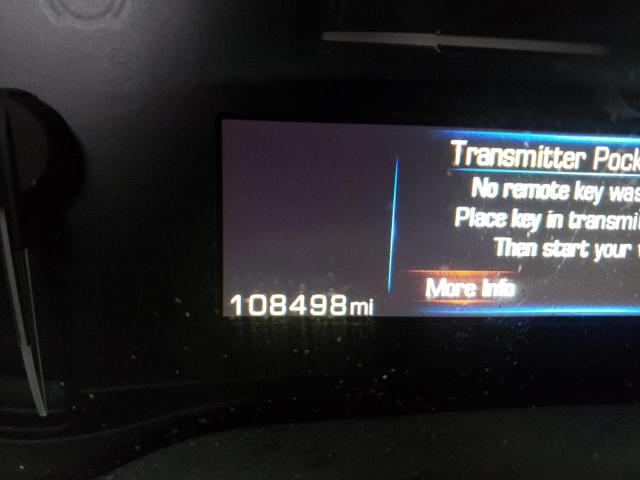 Transmitter Pock
No remote key was
Place key in transmit
Then start your v
More Info
108498mi